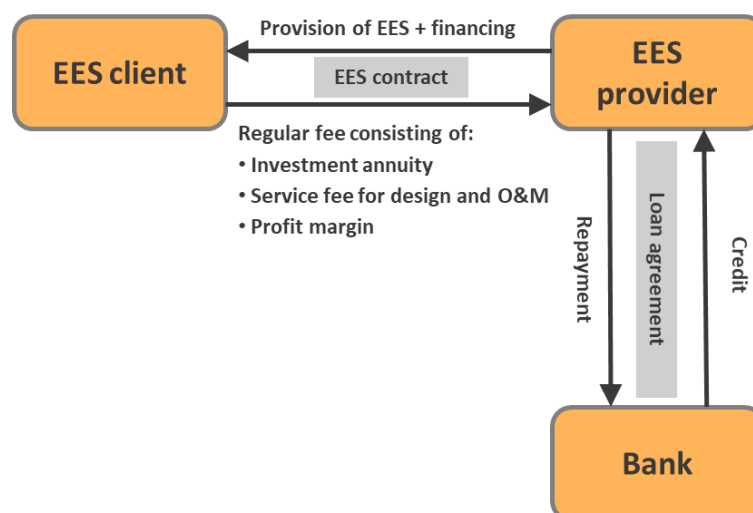 Provision of EES + financing
EES client
EES contract
EES
provider
Regular fee consisting of:
• Investment annuity
• Service fee for design and O&M
• Profit margin
Repayment
Loan agreement
Credit
Bank